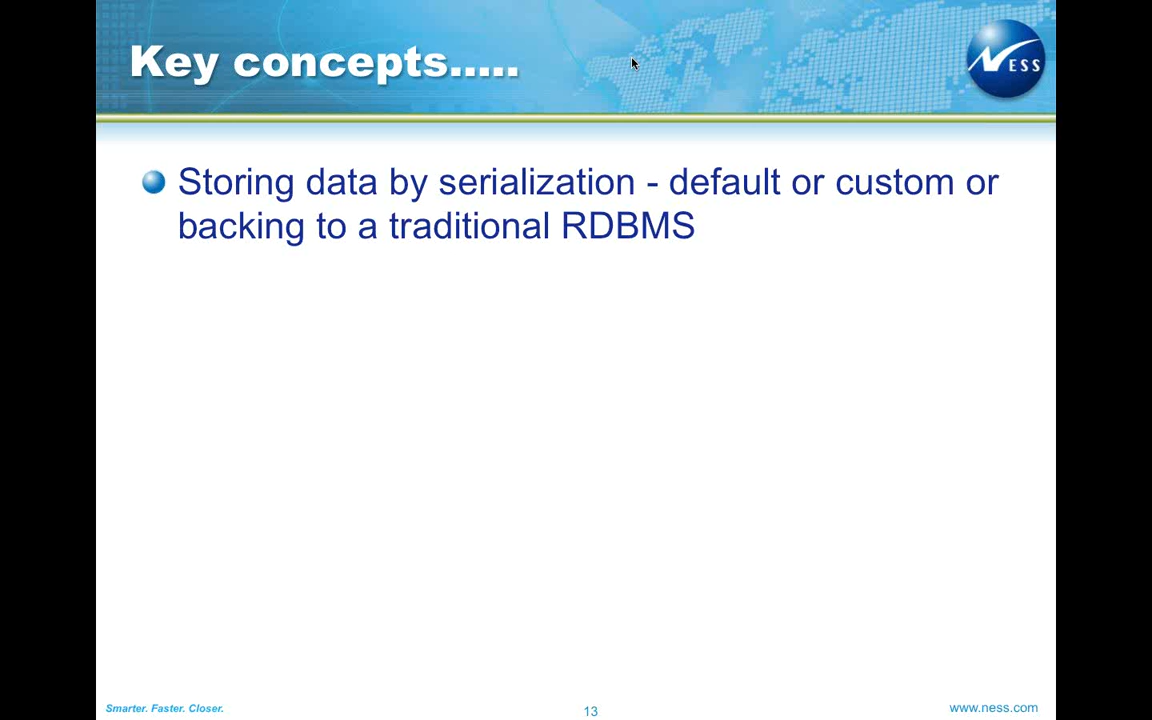 Key concepts.....
NESS
Storing data by serialization - default or custom or
backing to a traditional RDBMS
Smarter. Faster. Closer.
13
www.ness.com